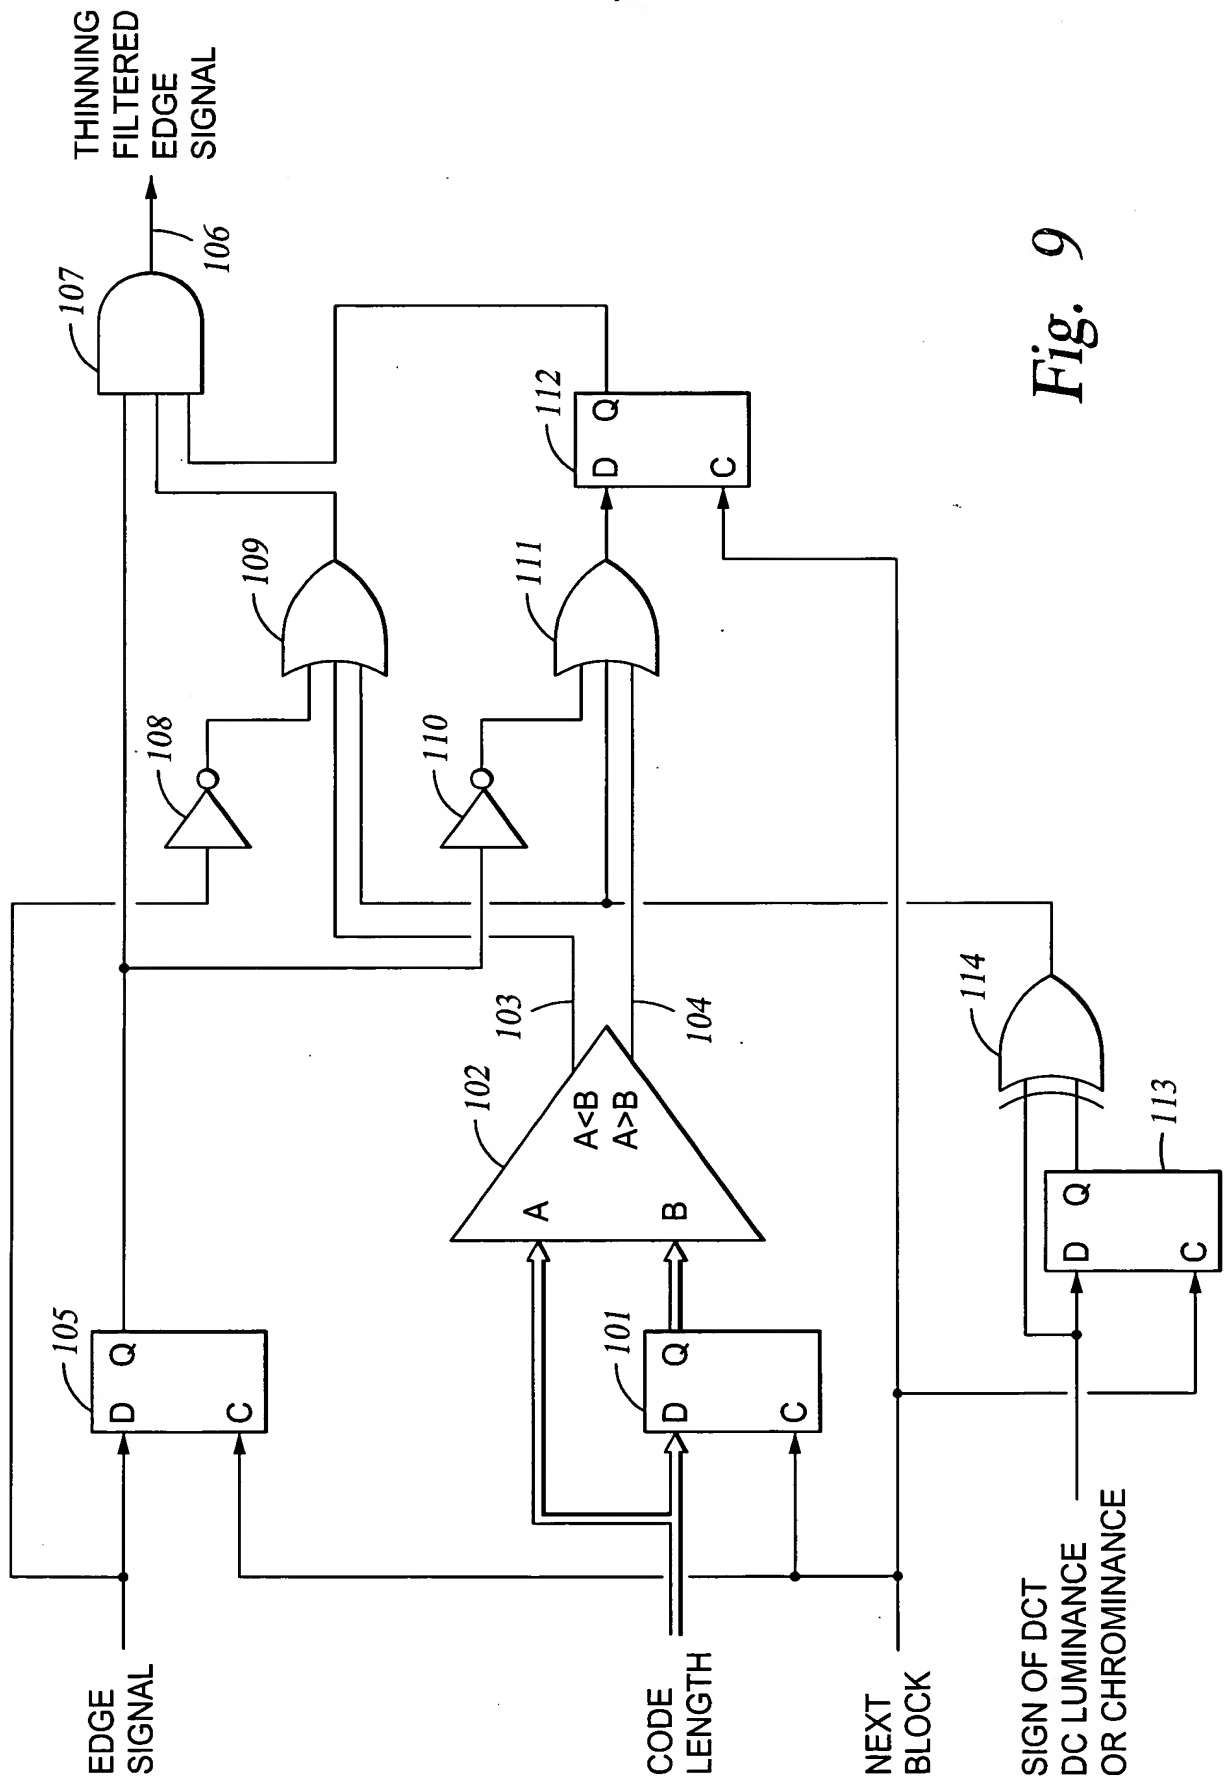 THINNING
FILTERED
EDGE
SIGNAL
106
107
109
108
112
D Q
C
111
110
103
104
102
A<B
A>B
A
B
114
113
D Q
C
105
D Q
C
101
D Q
C
EDGE
SIGNAL
CODE
LENGTH
NEXT
BLOCK
SIGN OF DCT
DC LUMINANCE
OR CHROMINANCE
Fig. 9